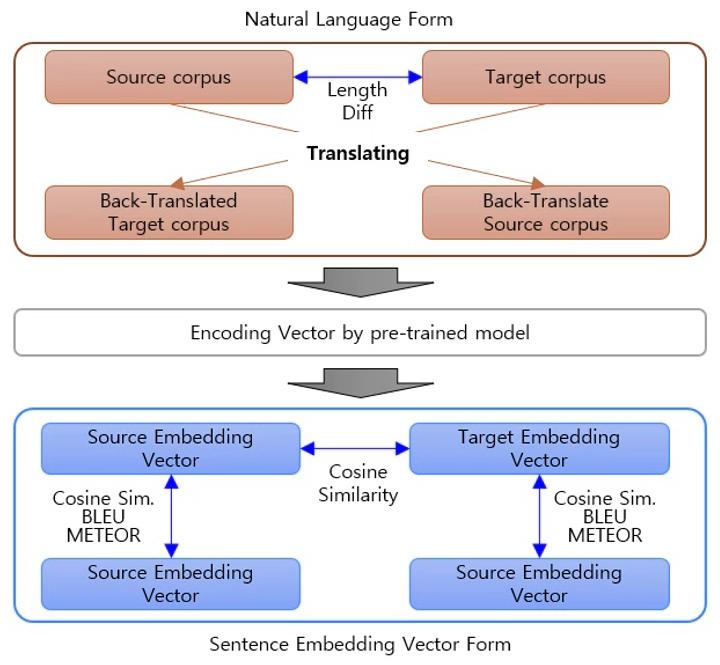 Natural Language Form
Source corpus
Target corpus
Length
Diff
Translating
Back-Translated
Target corpus
Back-Translate
Source corpus
Encoding Vector by pre-trained model
Source Embedding
Vector
Target Embedding
Vector
Cosine
Similarity
Cosine Sim.
BLEU
METEOR
Cosine Sim.
BLEU
METEOR
Source Embedding
Vector
Source Embedding
Vector
Sentence Embedding Vector Form